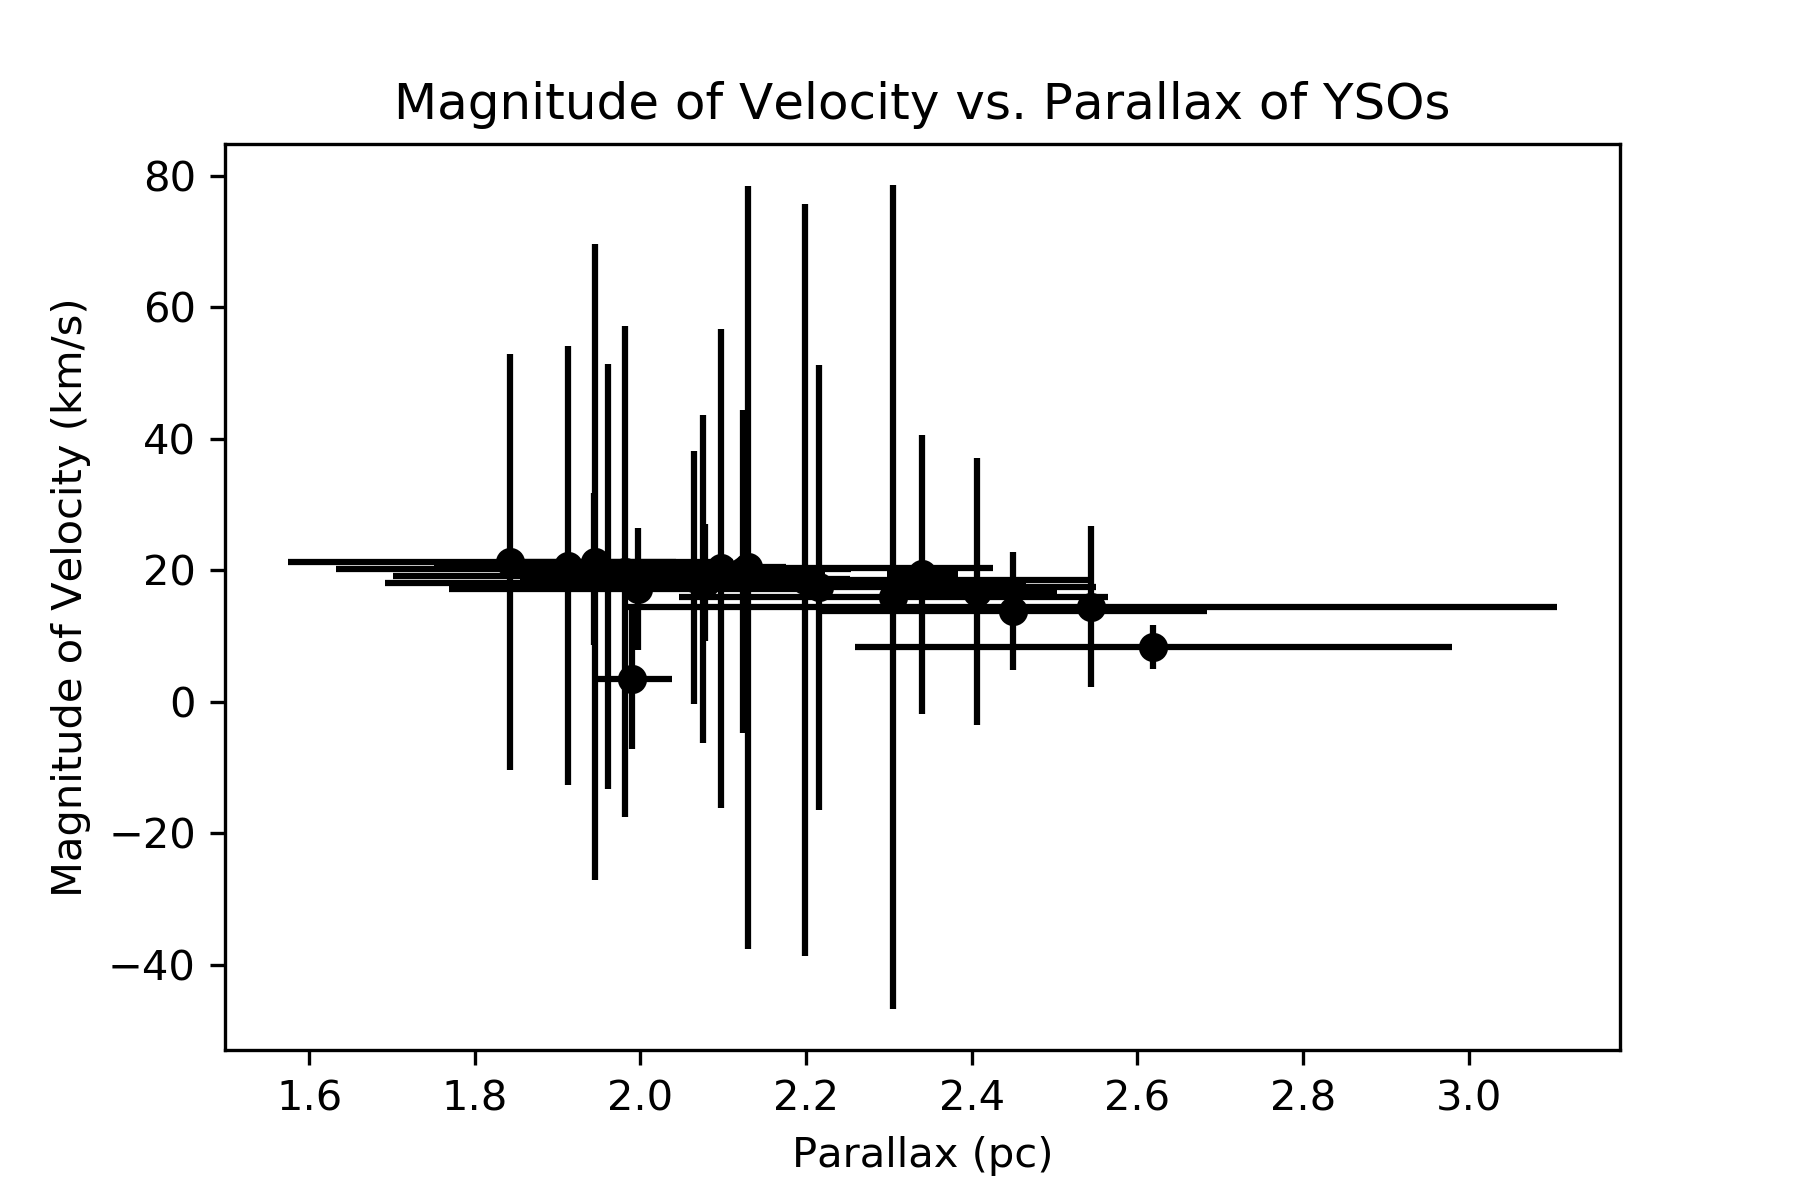 Magnitude of Velocity vs. Parallax of YSOs
80
60
40
20
0
−20
−40
Magnitude of Velocity (km/s)
1.6 1.8 2.0 2.2 2.4 2.6 2.8 3.0
Parallax (pc)